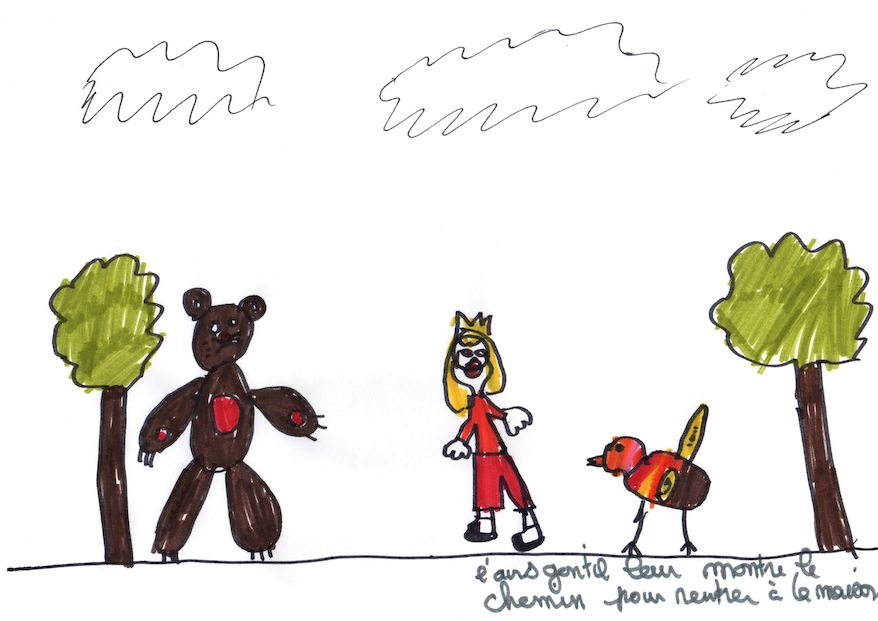 l'ours gentil leur montre le
chemin pour rentrer à la maison